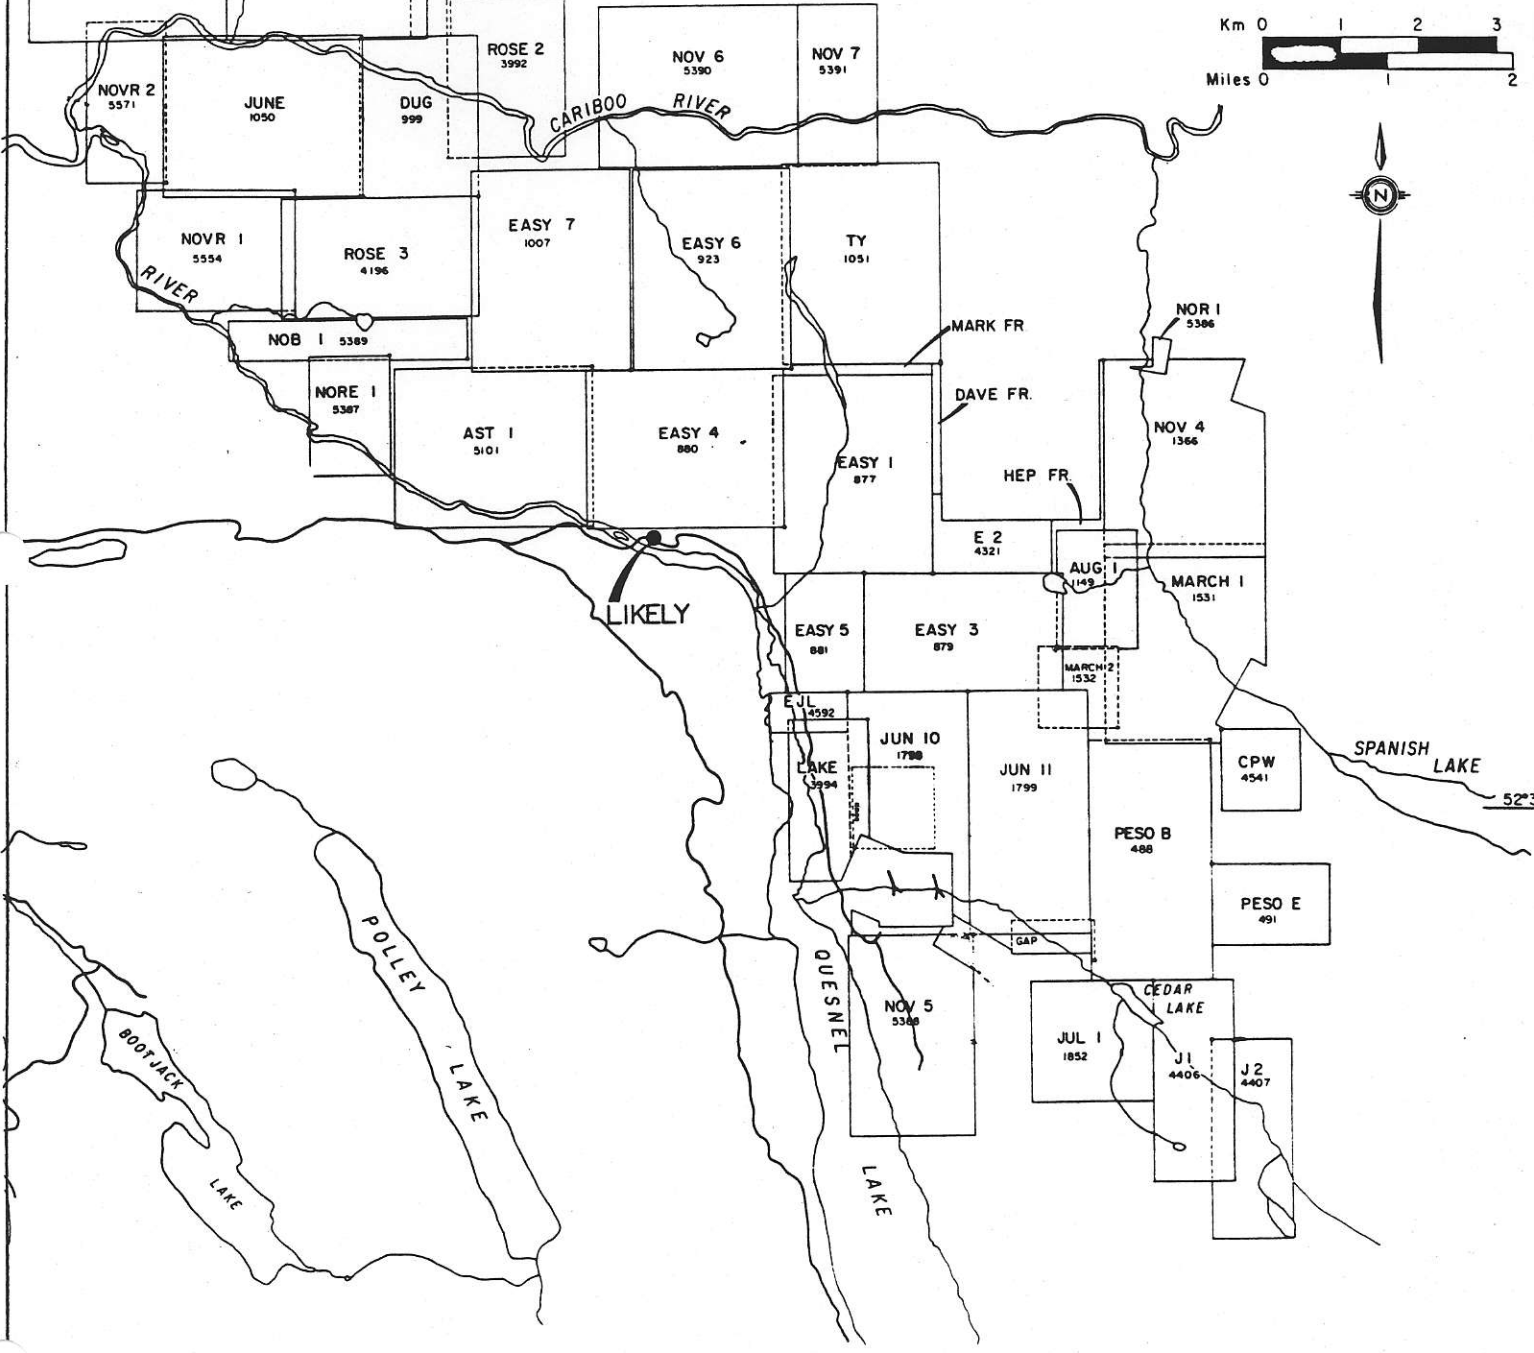 Km 0 1 2 3
Miles 0 1 2
N
ROSE 2
3992
NOV 6
5390
NOV 7
5391
NOVR 2
5571
JUNE
1050
DUG
999
CARIBOO RIVER
NOVR 1
5554
ROSE 3
4196
EASY 7
1007
EASY 6
923
TY
1051
RIVER
NOB 1 5389
NOR 1
5386
MARK FR
NORE 1
5387
DAVE FR.
AST 1
5101
EASY 4
880
EASY 1
877
NOV 4
1366
HEP FR.
E 2
4321
AUG 1
1149
MARCH 1
1531
LIKELY
EASY 5
881
EASY 3
879
MARCH 2
1532
EJL
4592
JUN 10
1798
LAKE
3994
JUN 11
1799
CPW
4541
SPANISH
LAKE
52°3
PESO B
488
PESO E
491
GAP
POLLEY
LAKE
QUESNEL
LAKE
NOV 5
5388
CEDAR
LAKE
JUL 1
1852
J 1
4406
J 2
4407
BOOTJACK
LAKE